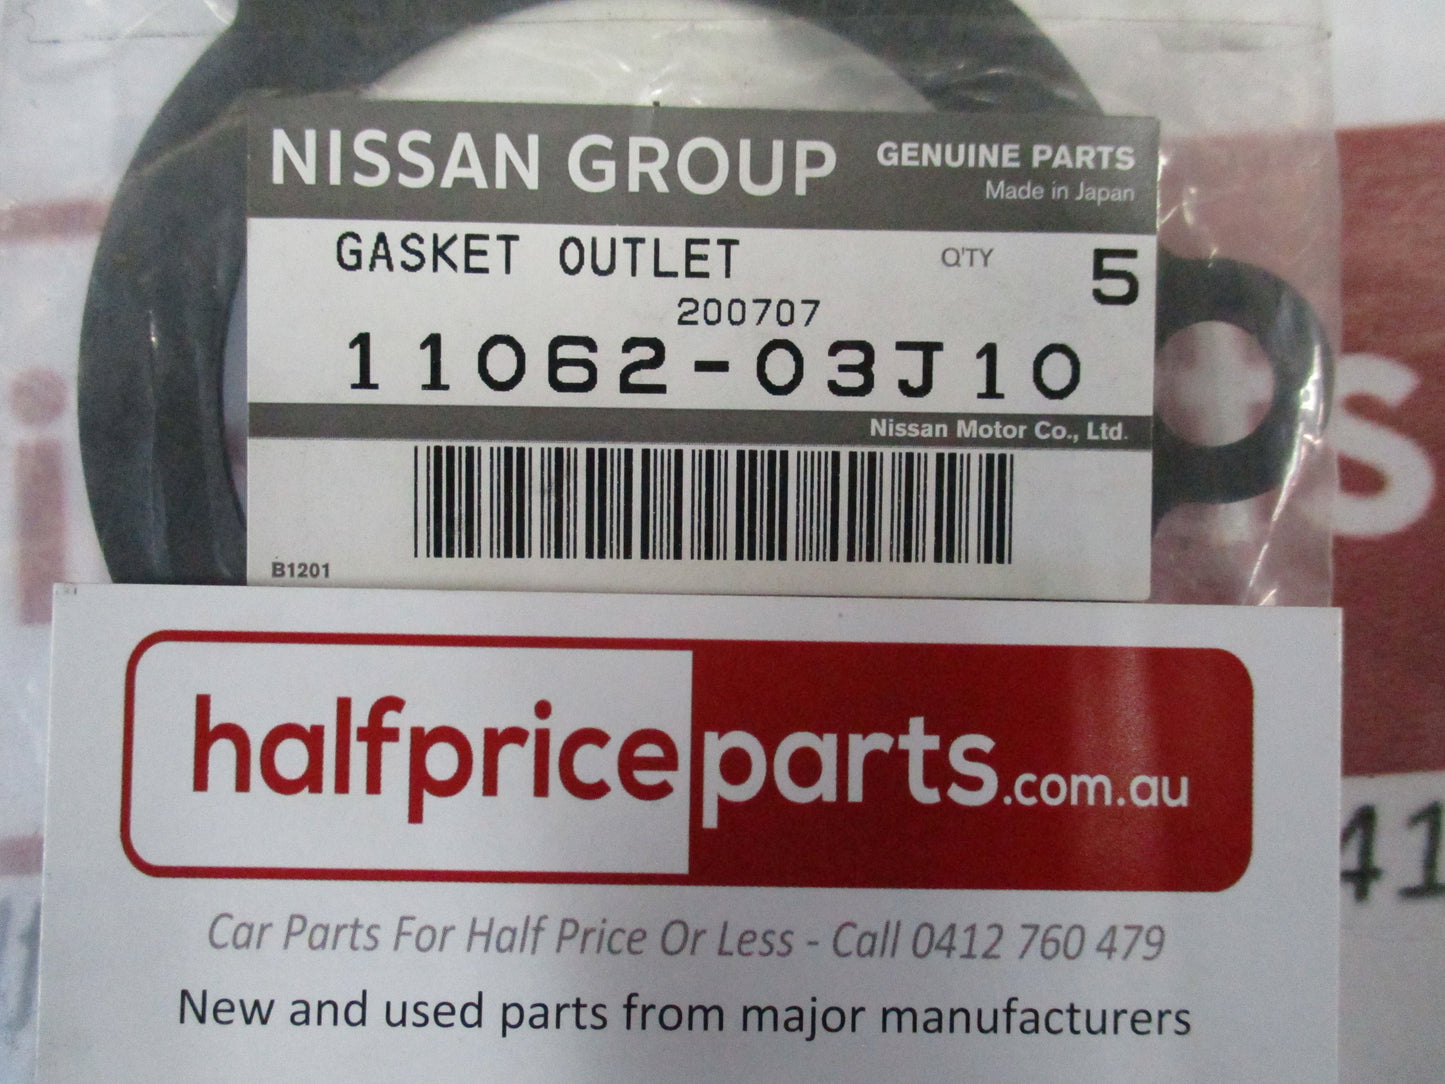 NISSAN GROUP
GENUINE PARTS
Made in Japan
GASKET OUTLET Q'TY 5
200707
11062-03J10
Nissan Motor Co., Ltd.
B1201
halfpriceparts.com.au
Car Parts For Half Price Or Less - Call 0412 760 479
New and used parts from major manufacturers
s
41